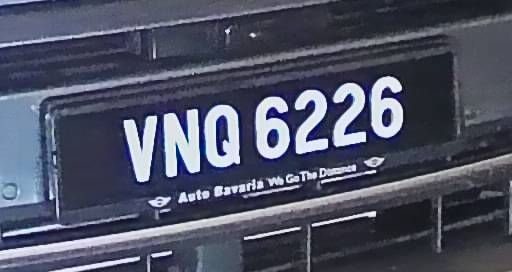 VNQ 6226
Auto Bavaria We Go The Distance